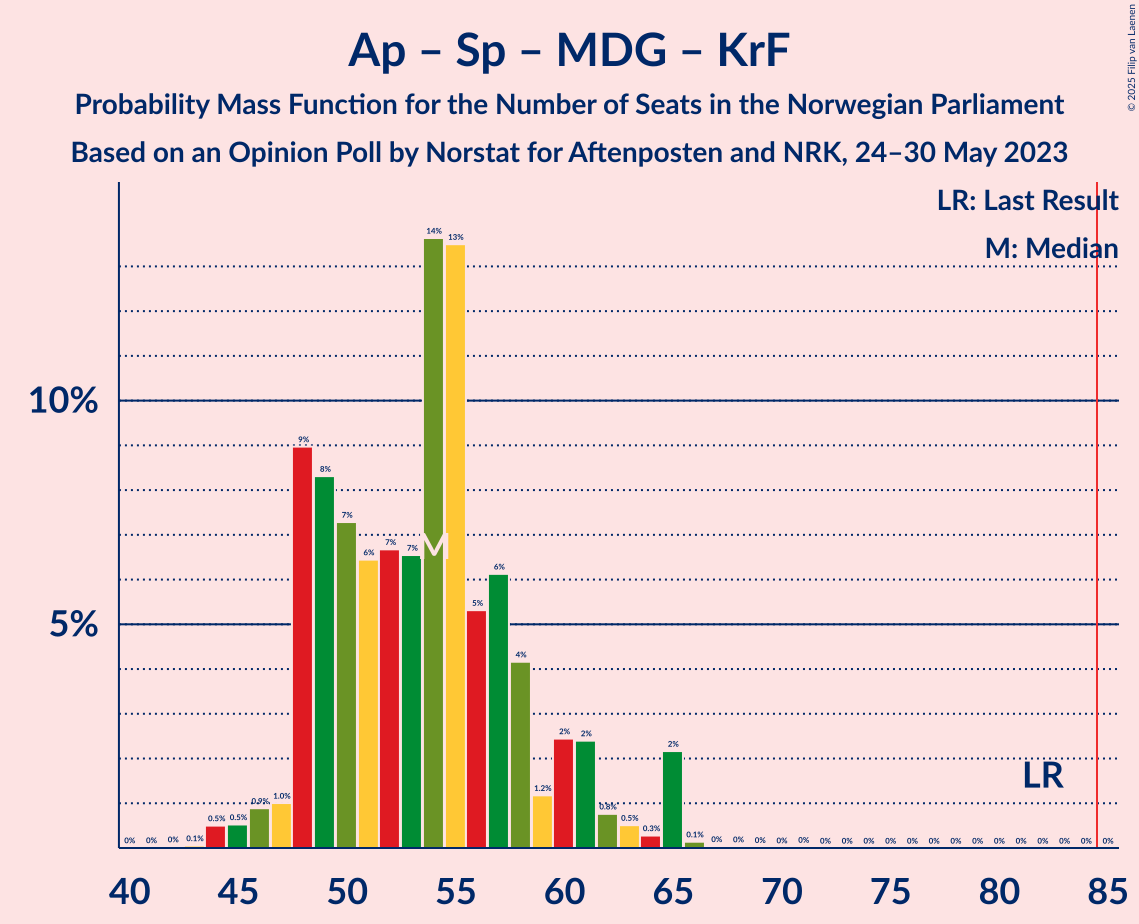 Ap – Sp – MDG – KrF
Probability Mass Function for the Number of Seats in the Norwegian Parliament
Based on an Opinion Poll by Norstat for Aftenposten and NRK, 24–30 May 2023
© 2025 Filip van Laenen
LR: Last Result
M: Median
10%
5%
0% 0% 0% 0.1% 0.5% 0.5% 0.9% 1.0% 9% 8% 7% 6% 7% 7% 14% 13% 5% 6% 4% 1.2% 2% 2% 0.8% 0.5% 0.3% 2% 0.1% 0% 0% 0% 0% 0% 0% 0% 0% 0% 0% 0% 0% 0% 0% 0% 0% 0% 0% 0%
M
LR
40 45 50 55 60 65 70 75 80 85